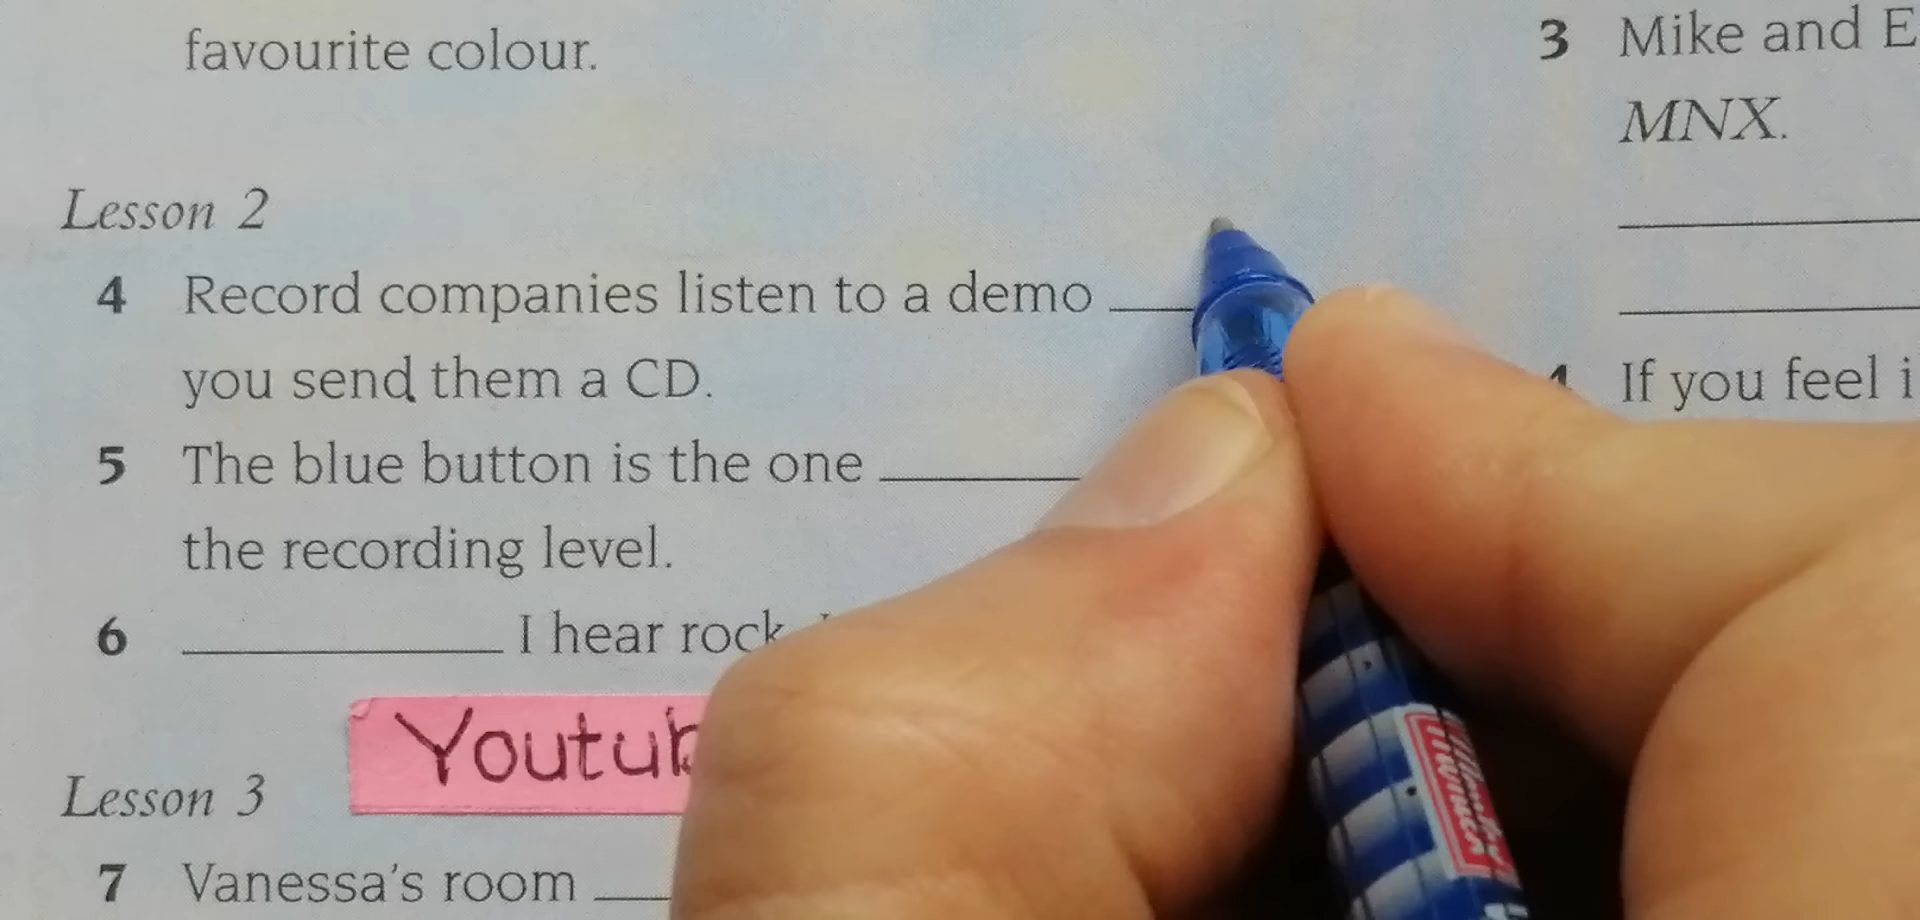 favourite colour.
Lesson 2
4 Record companies listen to a demo
you send them a CD.
5 The blue button is the one
the recording level.
6 I hear rock
Youtub
Lesson 3
7 Vanessa's room
3 Mike and E
MNX.
If you feel i